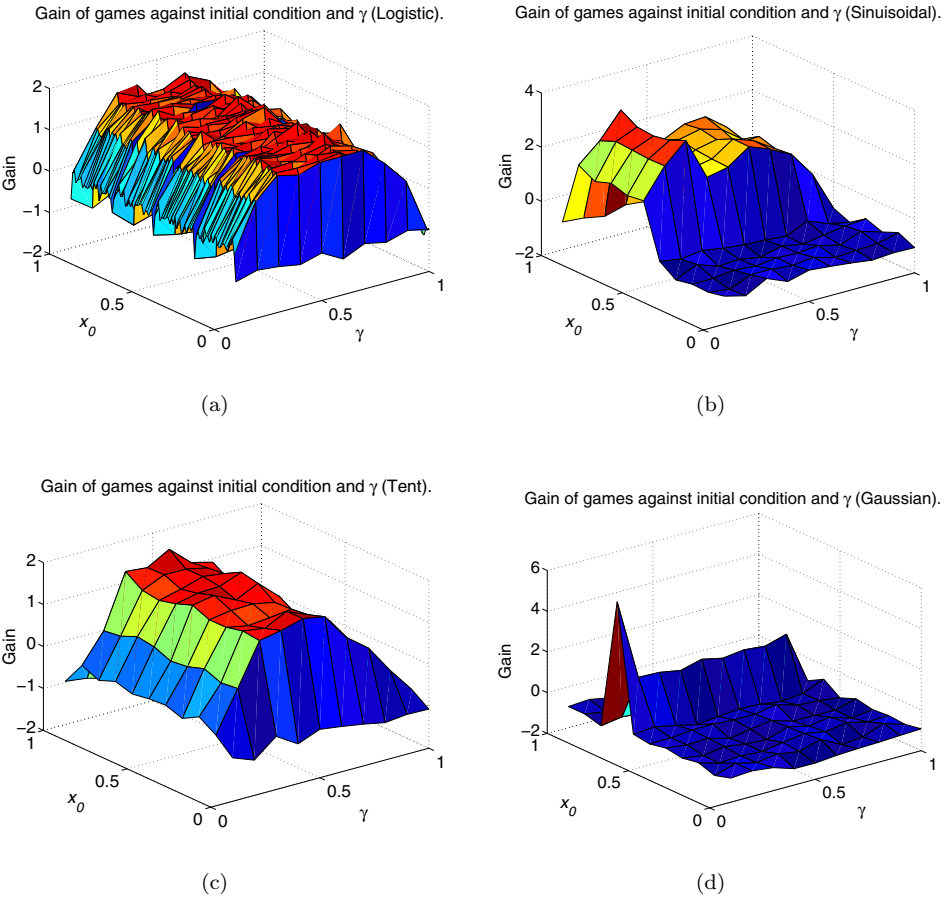 Gain of games against initial condition and γ (Logistic).
2
1
0
−1
−2
Gain
1
0.5
0
x0
0
0.5
1
γ
(a)
Gain of games against initial condition and γ (Sinuisoidal).
4
2
0
−2
Gain
1
0.5
0
x0
0
0.5
1
γ
(b)
Gain of games against initial condition and γ (Tent).
2
1
0
−1
−2
Gain
1
0.5
0
x0
0
0.5
1
γ
(c)
Gain of games against initial condition and γ (Gaussian).
6
4
2
0
−2
Gain
1
0.5
0
x0
0
0.5
1
γ
(d)